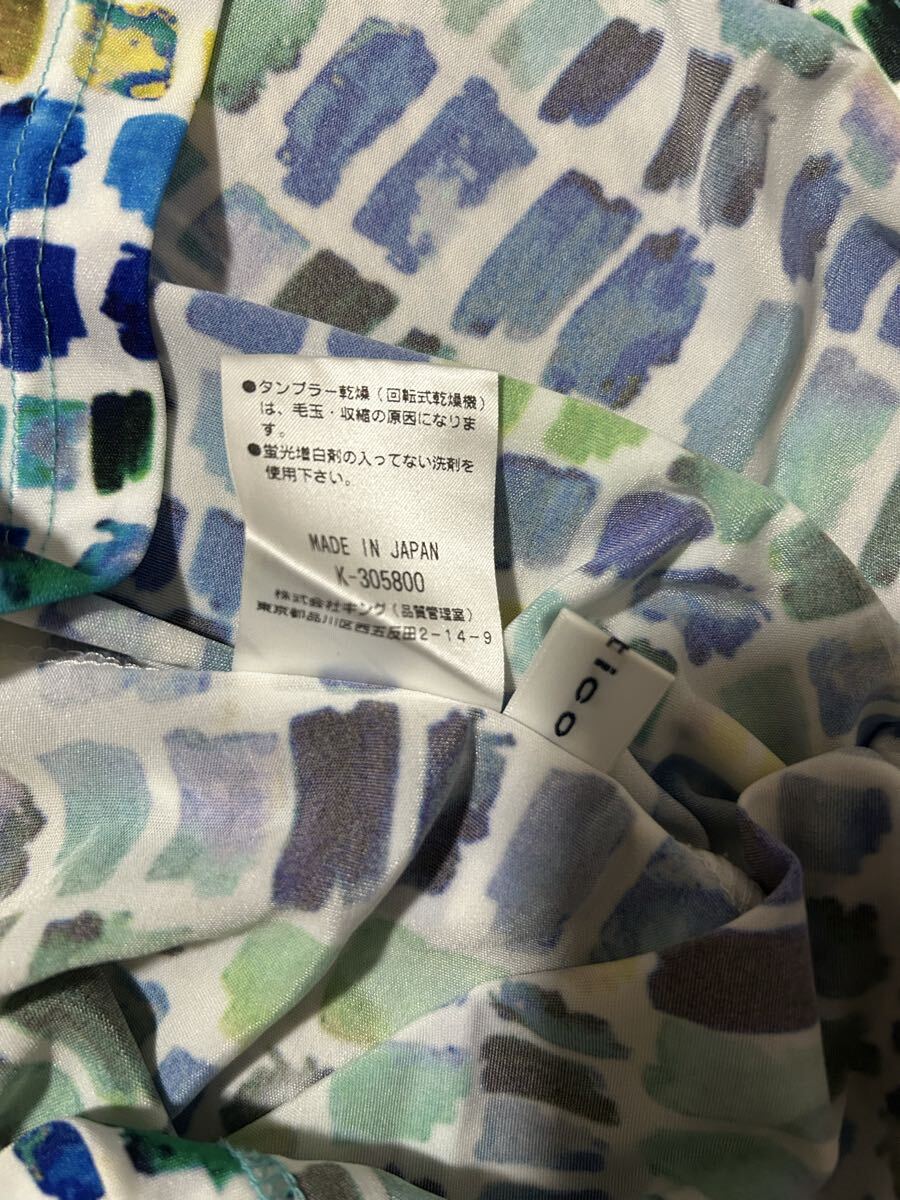 ●タンブラー乾燥（回転式乾燥機）
は、毛玉・収縮の原因になりま
す。
●蛍光増白剤の入ってない洗剤を
使用下さい。
MADE IN JAPAN
K-305800
株式会社キング（品質管理室）
東京都品川区西五反田2-14-9
tico